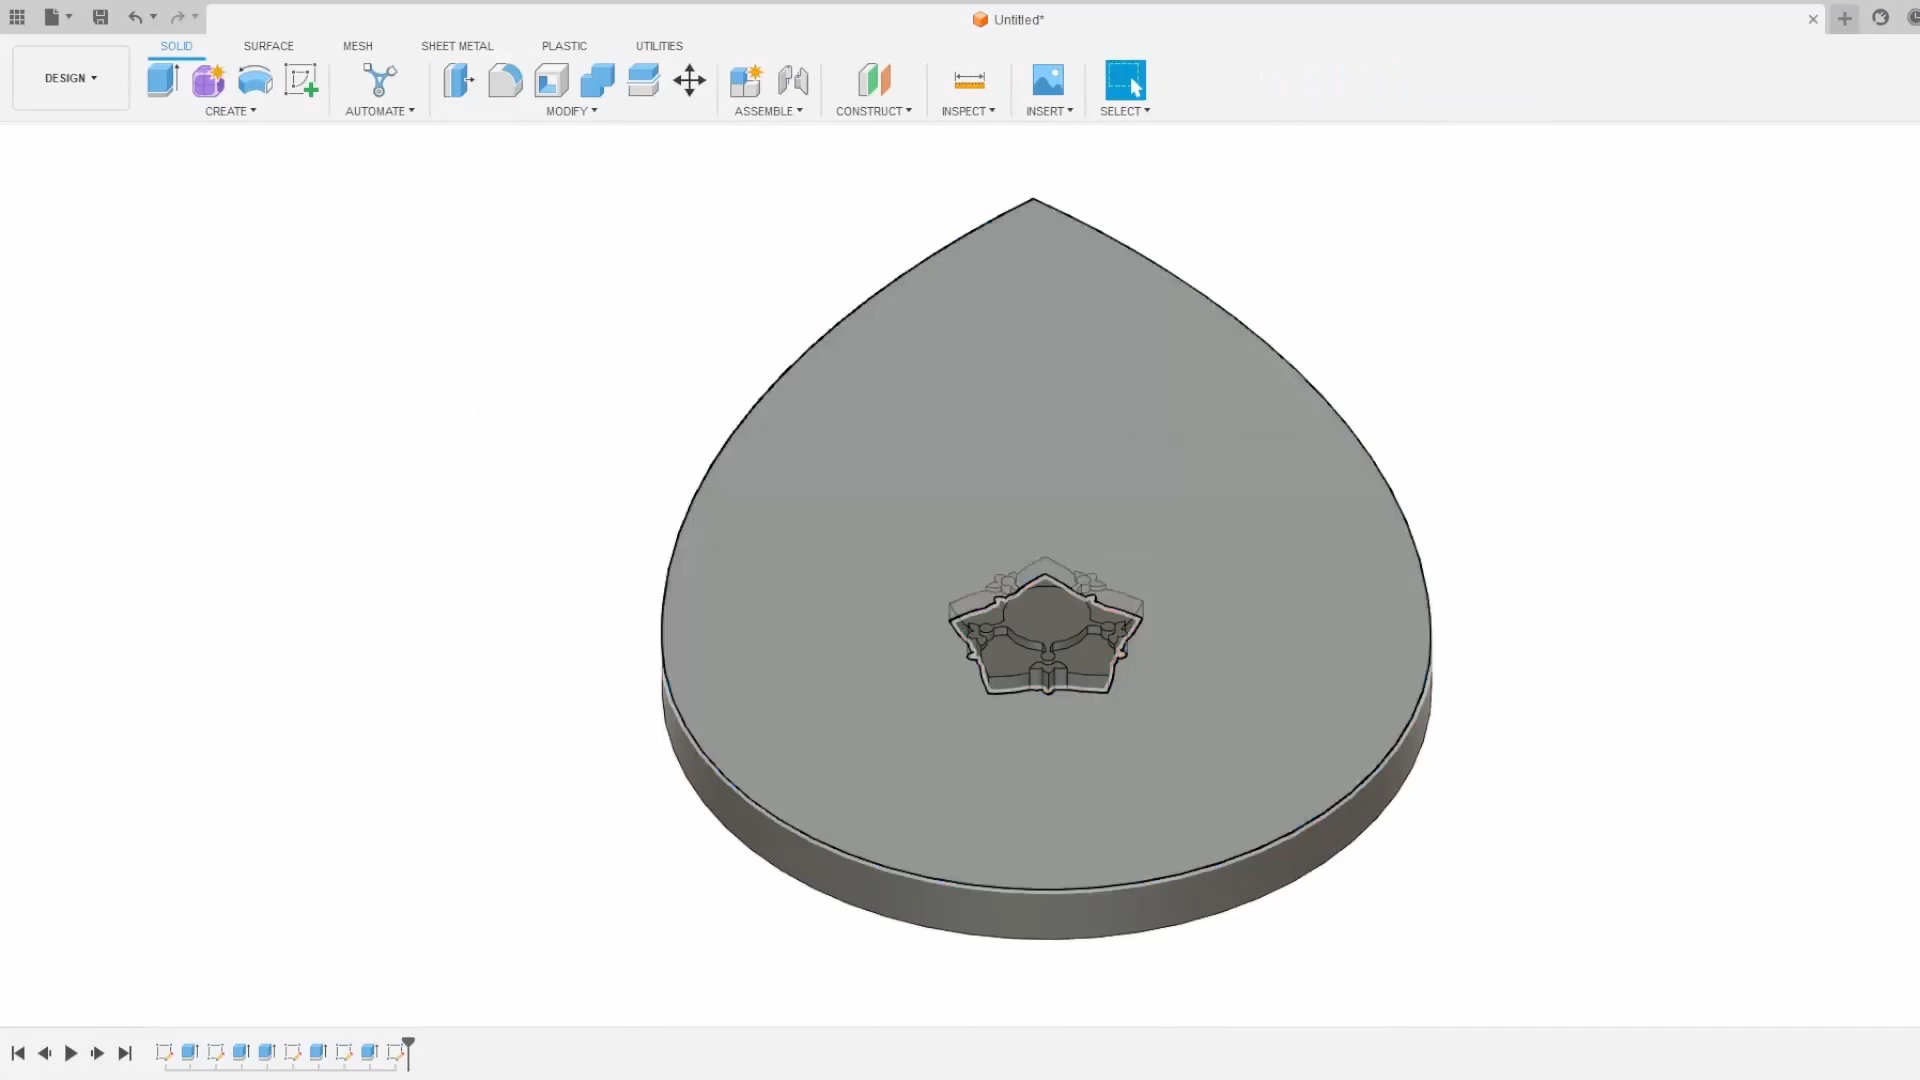 Untitled*
SOLID
SURFACE
MESH
SHEET METAL
PLASTIC
UTILITIES
DESIGN
CREATE
AUTOMATE
MODIFY
ASSEMBLE
CONSTRUCT
INSPECT
INSERT
SELECT